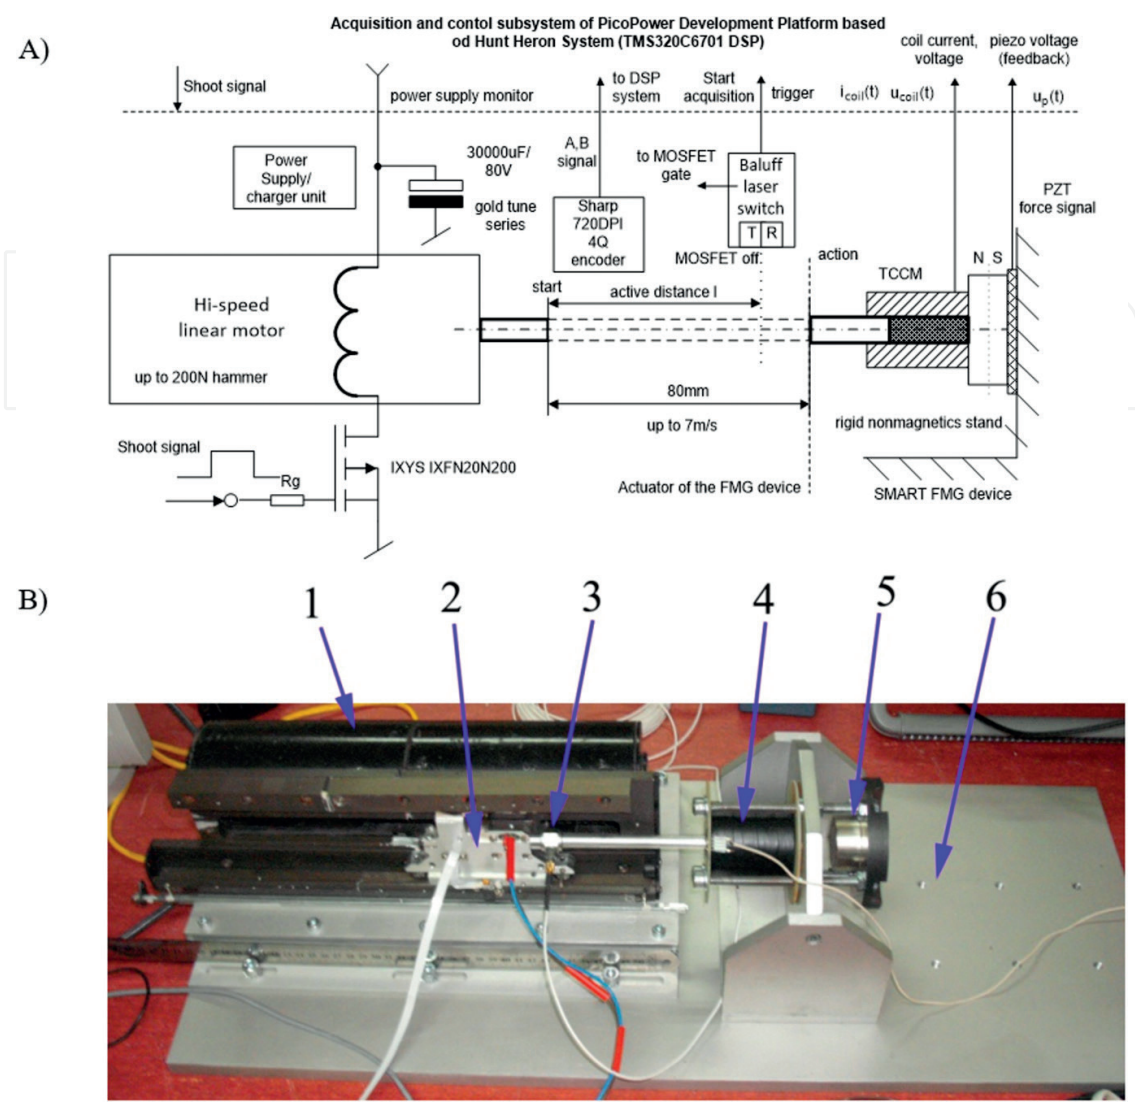 A)
Acquisition and contol subsystem of PicoPower Development Platform based
od Hunt Heron System (TMS320C6701 DSP)
Shoot signal
power supply monitor
to DSP
system
Start
acquisition
trigger
coil current,
voltage
i_coil(t) u_coil(t)
piezo voltage
(feedback)
u_p(t)
Power
Supply/
charger unit
30000uF/
80V
gold tune
series
A,B
signal
Sharp
720DPI
4Q
encoder
to MOSFET
gate
Baluff
laser
switch
T R
MOSFET off
PZT
force signal
action
TCCM
N S
Hi-speed
linear motor
up to 200N hammer
start
active distance l
80mm
up to 7m/s
rigid nonmagnetics stand
Shoot signal
Rg
IXYS IXFN20N200
Actuator of the FMG device
SMART FMG device
B)
1 2 3 4 5 6